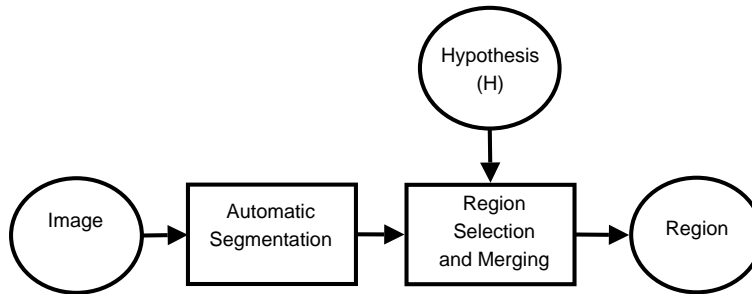 Hypothesis
(H)
Image
Automatic
Segmentation
Region
Selection
and Merging
Region